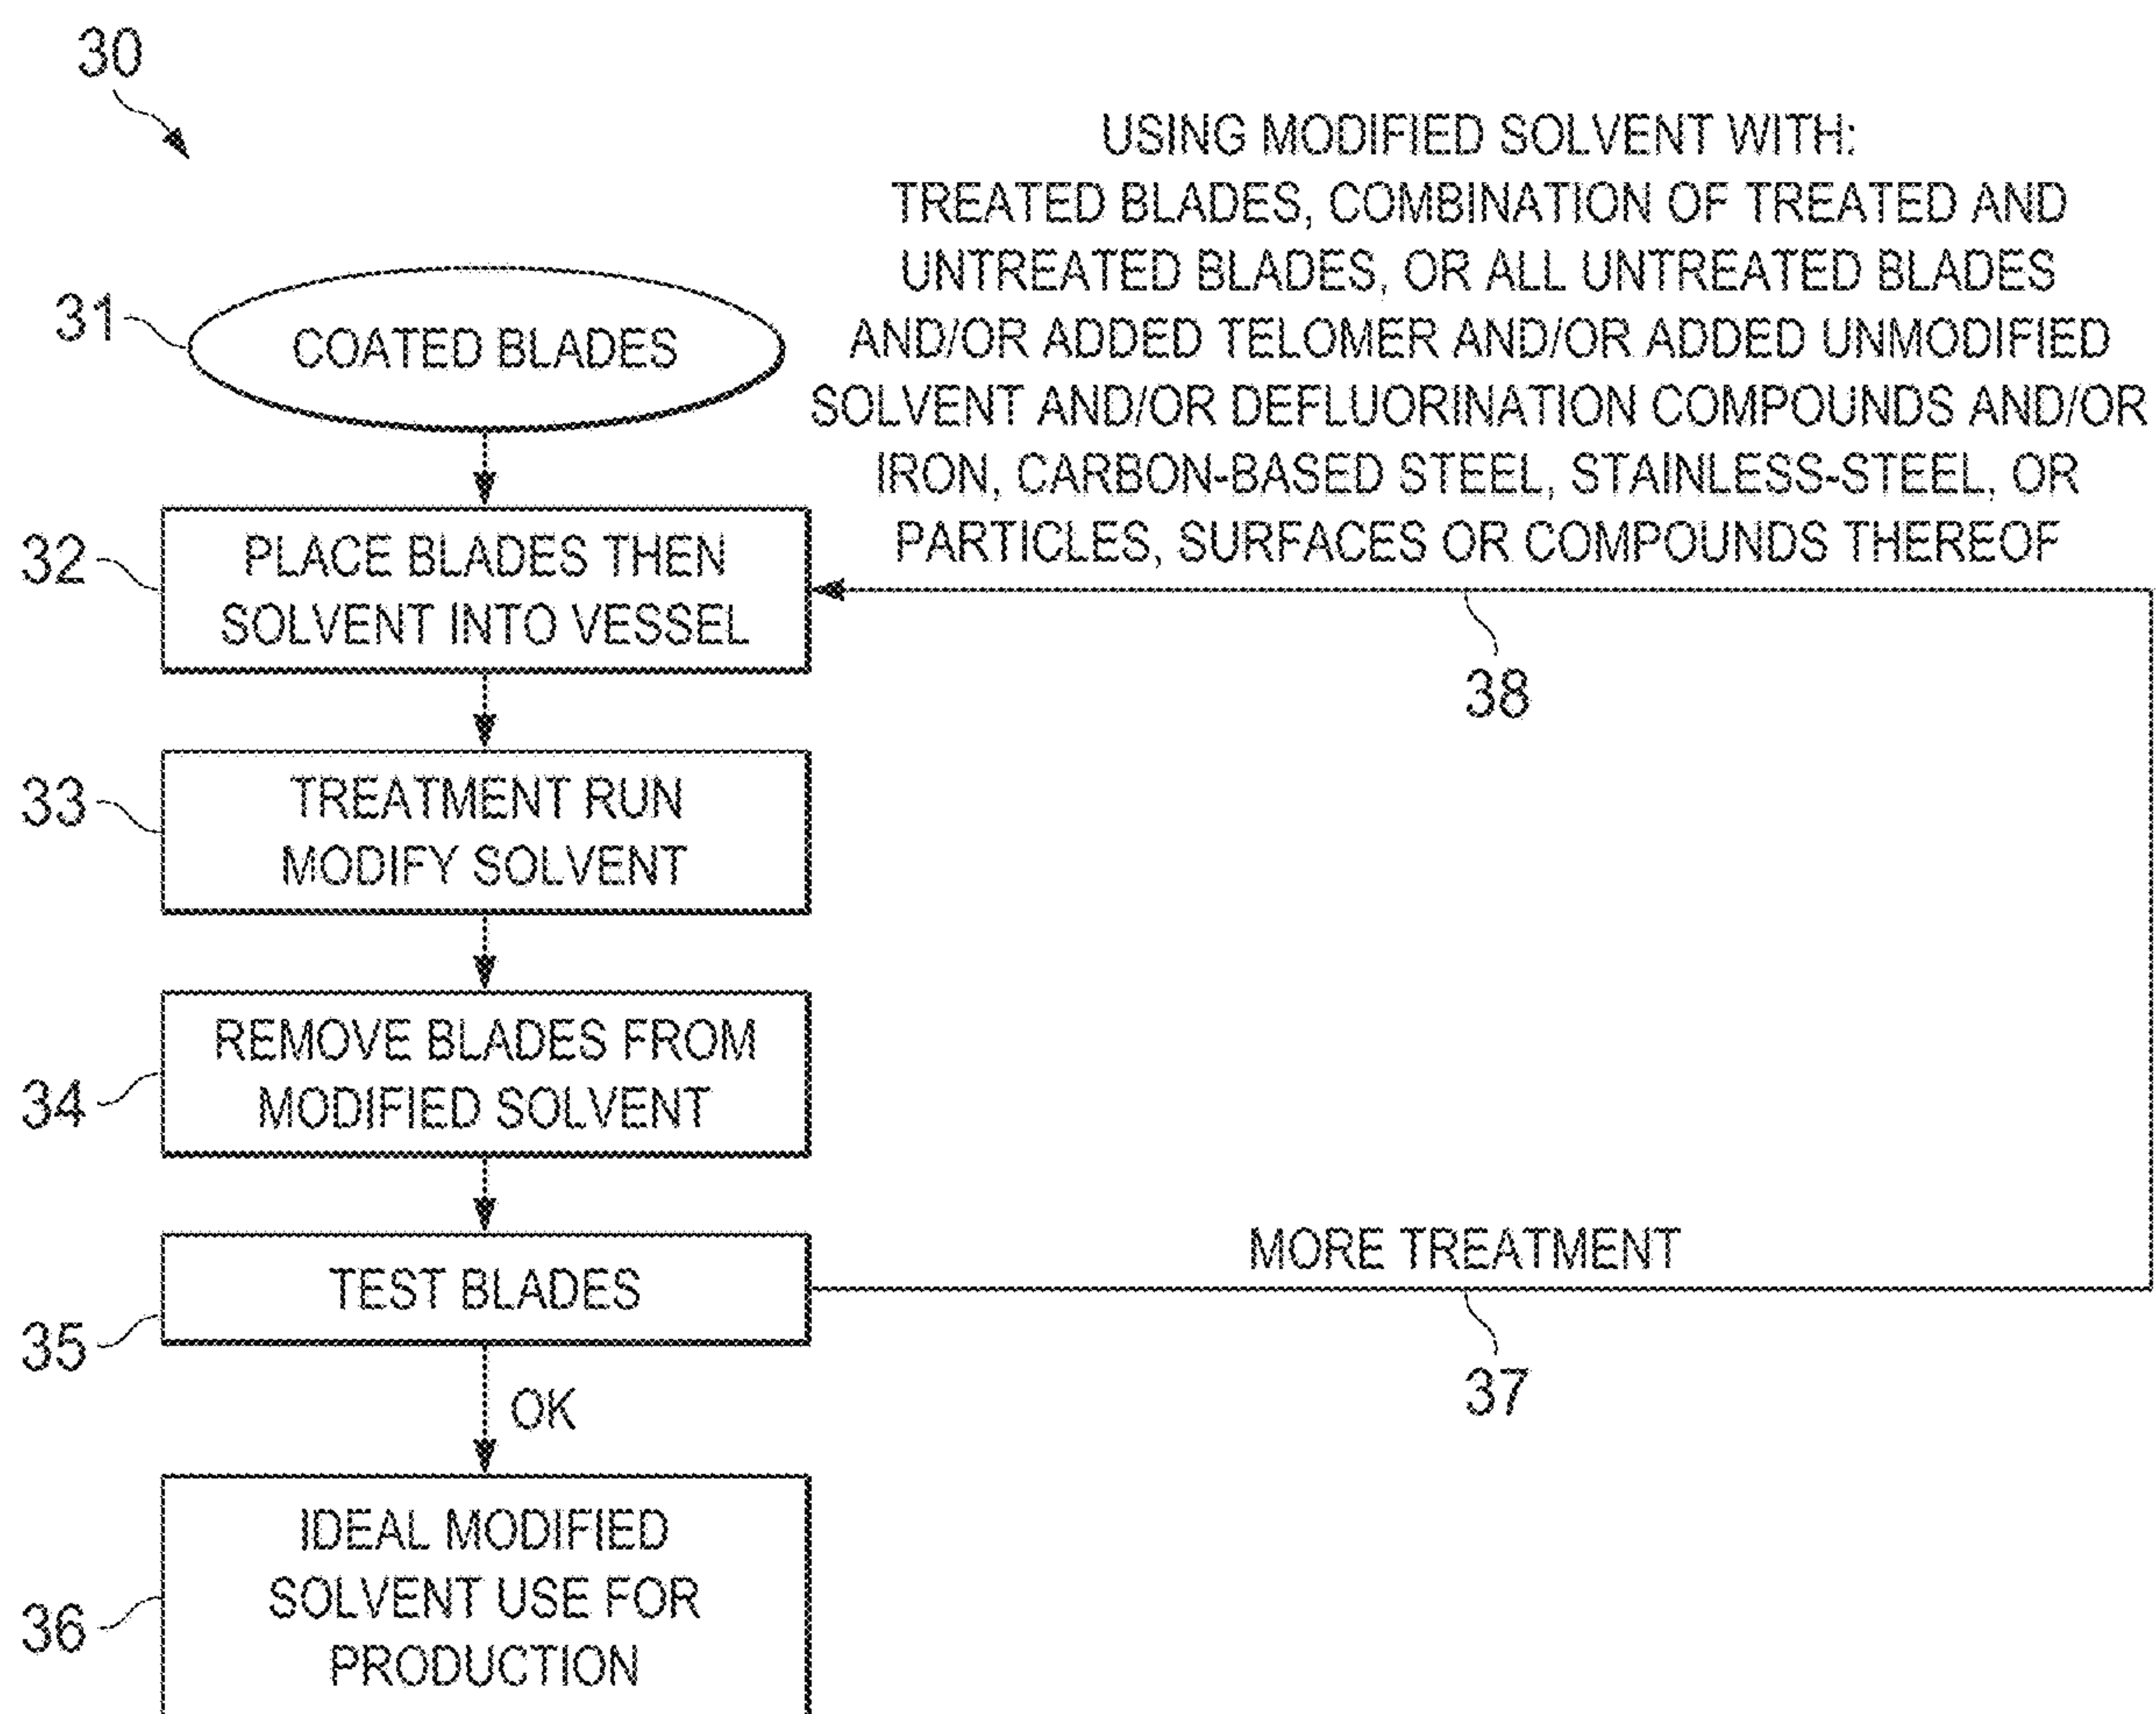 30
USING MODIFIED SOLVENT WITH:
TREATED BLADES, COMBINATION OF TREATED AND
UNTREATED BLADES, OR ALL UNTREATED BLADES
AND/OR ADDED TELOMER AND/OR ADDED UNMODIFIED
SOLVENT AND/OR DEFLUORINATION COMPOUNDS AND/OR
IRON, CARBON-BASED STEEL, STAINLESS-STEEL, OR
PARTICLES, SURFACES OR COMPOUNDS THEREOF
31
COATED BLADES
32
PLACE BLADES THEN
SOLVENT INTO VESSEL
38
33
TREATMENT RUN
MODIFY SOLVENT
34
REMOVE BLADES FROM
MODIFIED SOLVENT
35
TEST BLADES
MORE TREATMENT
37
OK
36
IDEAL MODIFIED
SOLVENT USE FOR
PRODUCTION